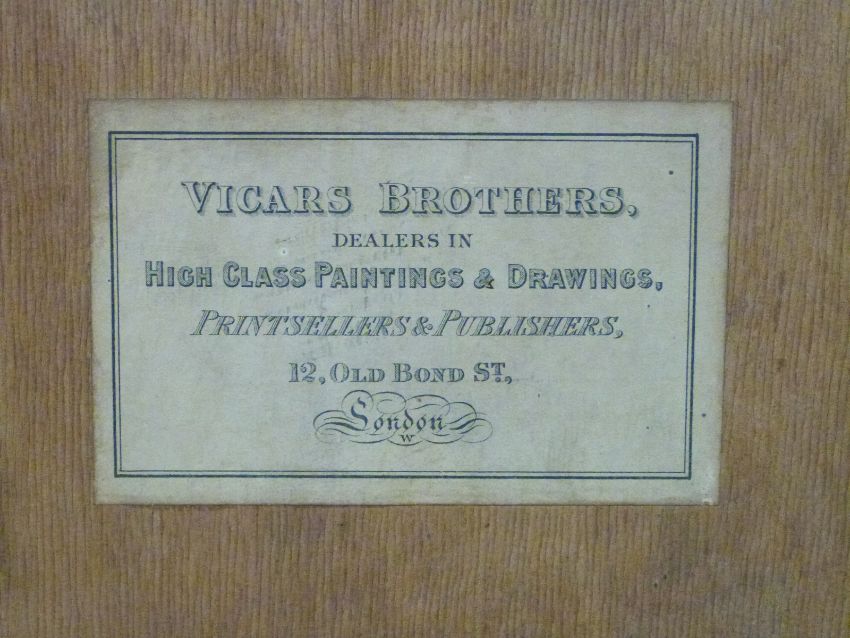 VICARS BROTHERS,
DEALERS IN
HIGH CLASS PAINTINGS & DRAWINGS,
PRINTSELLERS & PUBLISHERS,
12, OLD BOND ST.,
London
W